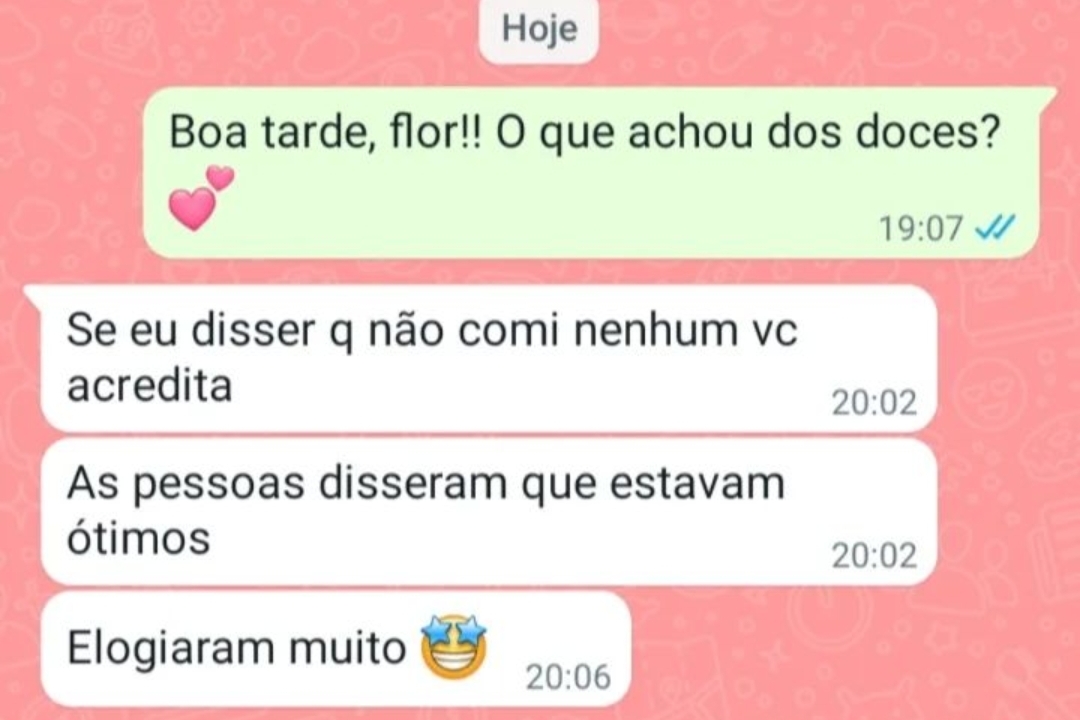 Hoje
Boa tarde, flor!! O que achou dos doces?
💕
19:07
Se eu disser q não comi nenhum vc
acredita
20:02
As pessoas disseram que estavam
ótimos
20:02
Elogiaram muito 🤩
20:06